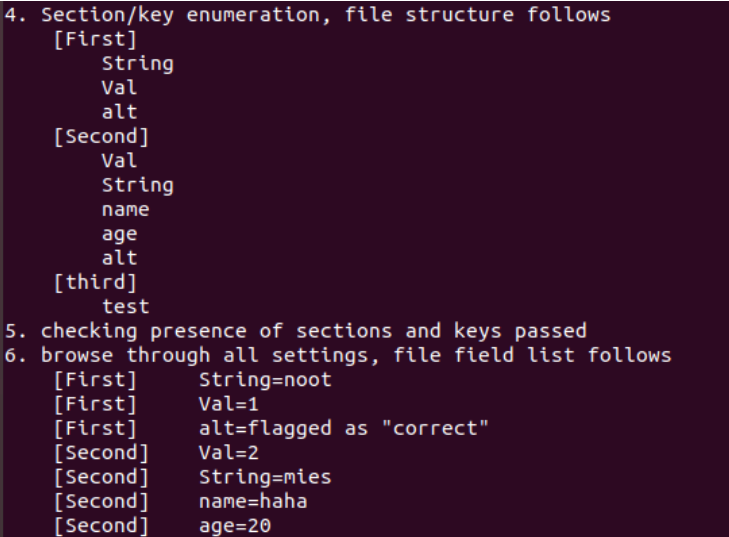 4. Section/key enumeration, file structure follows
[First]
String
Val
alt
[Second]
Val
String
name
age
alt
[third]
test
5. checking presence of sections and keys passed
6. browse through all settings, file field list follows
[First] String=noot
[First] Val=1
[First] alt=flagged as "correct"
[Second] Val=2
[Second] String=mies
[Second] name=haha
[Second] age=20